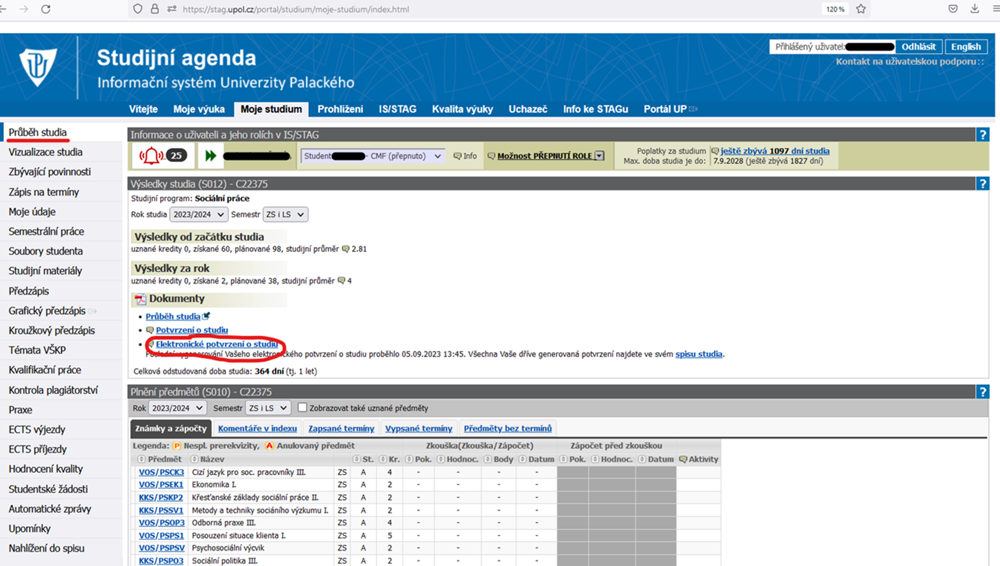 https://stag.upol.cz/portal/studium/moje-studium/index.html
120 %
Studijní agenda
Informační systém Univerzity Palackého
Přihlášený uživatel:
Odhlásit
English
Kontakt na uživatelskou podporu::
Vítejte
Moje výuka
Moje studium
Prohlížení
IS/STAG
Kvalita výuky
Uchazeč
Info ke STAGu
Portál UP
Průběh studia
Vizualizace studia
Zbývající povinnosti
Zápis na termíny
Moje údaje
Semestrální práce
Soubory studenta
Studijní materiály
Předzápis
Grafický předzápis
Kroužkový předzápis
Témata VŠKP
Kvalifikační práce
Kontrola plagiátorství
Praxe
ECTS výjezdy
ECTS příjezdy
Hodnocení kvality
Studentské žádosti
Automatické zprávy
Upomínky
Nahlížení do spisu
Informace o uživateli a jeho rolích v IS/STAG ?
25
Student - CMF (přepnuto)
Info
Možnost PŘEPNUTÍ ROLE
Poplatky za studium ještě zbývá 1097 dní studia
Max. doba studia je do: 7.9.2028 (ještě zbývá 1827 dní)
Výsledky studia (S012) - C22375 ?
Studijní program: Sociální práce
Rok studia 2023/2024 Semestr ZS i LS
Výsledky od začátku studia
uznané kredity 0, získané 60, plánované 98, studijní průměr 2.81
Výsledky za rok
uznané kredity 0, získané 2, plánované 38, studijní průměr 4
Dokumenty
• Průběh studia
• Potvrzení o studiu
• Elektronické potvrzení o studiu
Poslední vygenerování Vašeho elektronického potvrzení o studiu proběhlo 05.09.2023 13:45. Všechna Vaše dříve generovaná potvrzení najdete ve svém spisu studia.
Celková odstudovaná doba studia: 364 dní (tj. 1 let)
Plnění předmětů (S010) - C22375 ?
Rok 2023/2024 Semestr ZS i LS Zobrazovat také uznané předměty
Známky a zápočty
Komentáře v indexu
Zapsané termíny
Vypsané termíny
Předměty bez termínů
Legenda: P Nespl. prerekvizity, A Anulovaný předmět Zkouška(Zkouška/Zápočet) Zápočet před zkouškou
Předmět Název St. Kr. Pok. Hodnoc. Body Datum Pok. Hodnoc. Datum Aktivity
VOS/PSCK3 Cizí jazyk pro soc. pracovníky III. ZS A 4 - - - -
VOS/PSEK1 Ekonomika I. ZS A 2 - - - -
KKS/PSKP2 Křesťanské základy sociální práce II. ZS A 2 - - - -
KKS/PSSV1 Metody a techniky sociáního výzkumu I. ZS A 2 - - - -
VOS/PSOP3 Odborná praxe III. ZS A 4 - - - -
VOS/PSPS1 Posouzení situace klienta I. ZS A 5 - - - -
VOS/PSPSV Psychosociální výcvik ZS A 2 - - - -
KKS/PSPO3 Sociální politika III. ZS A 2 - - - -